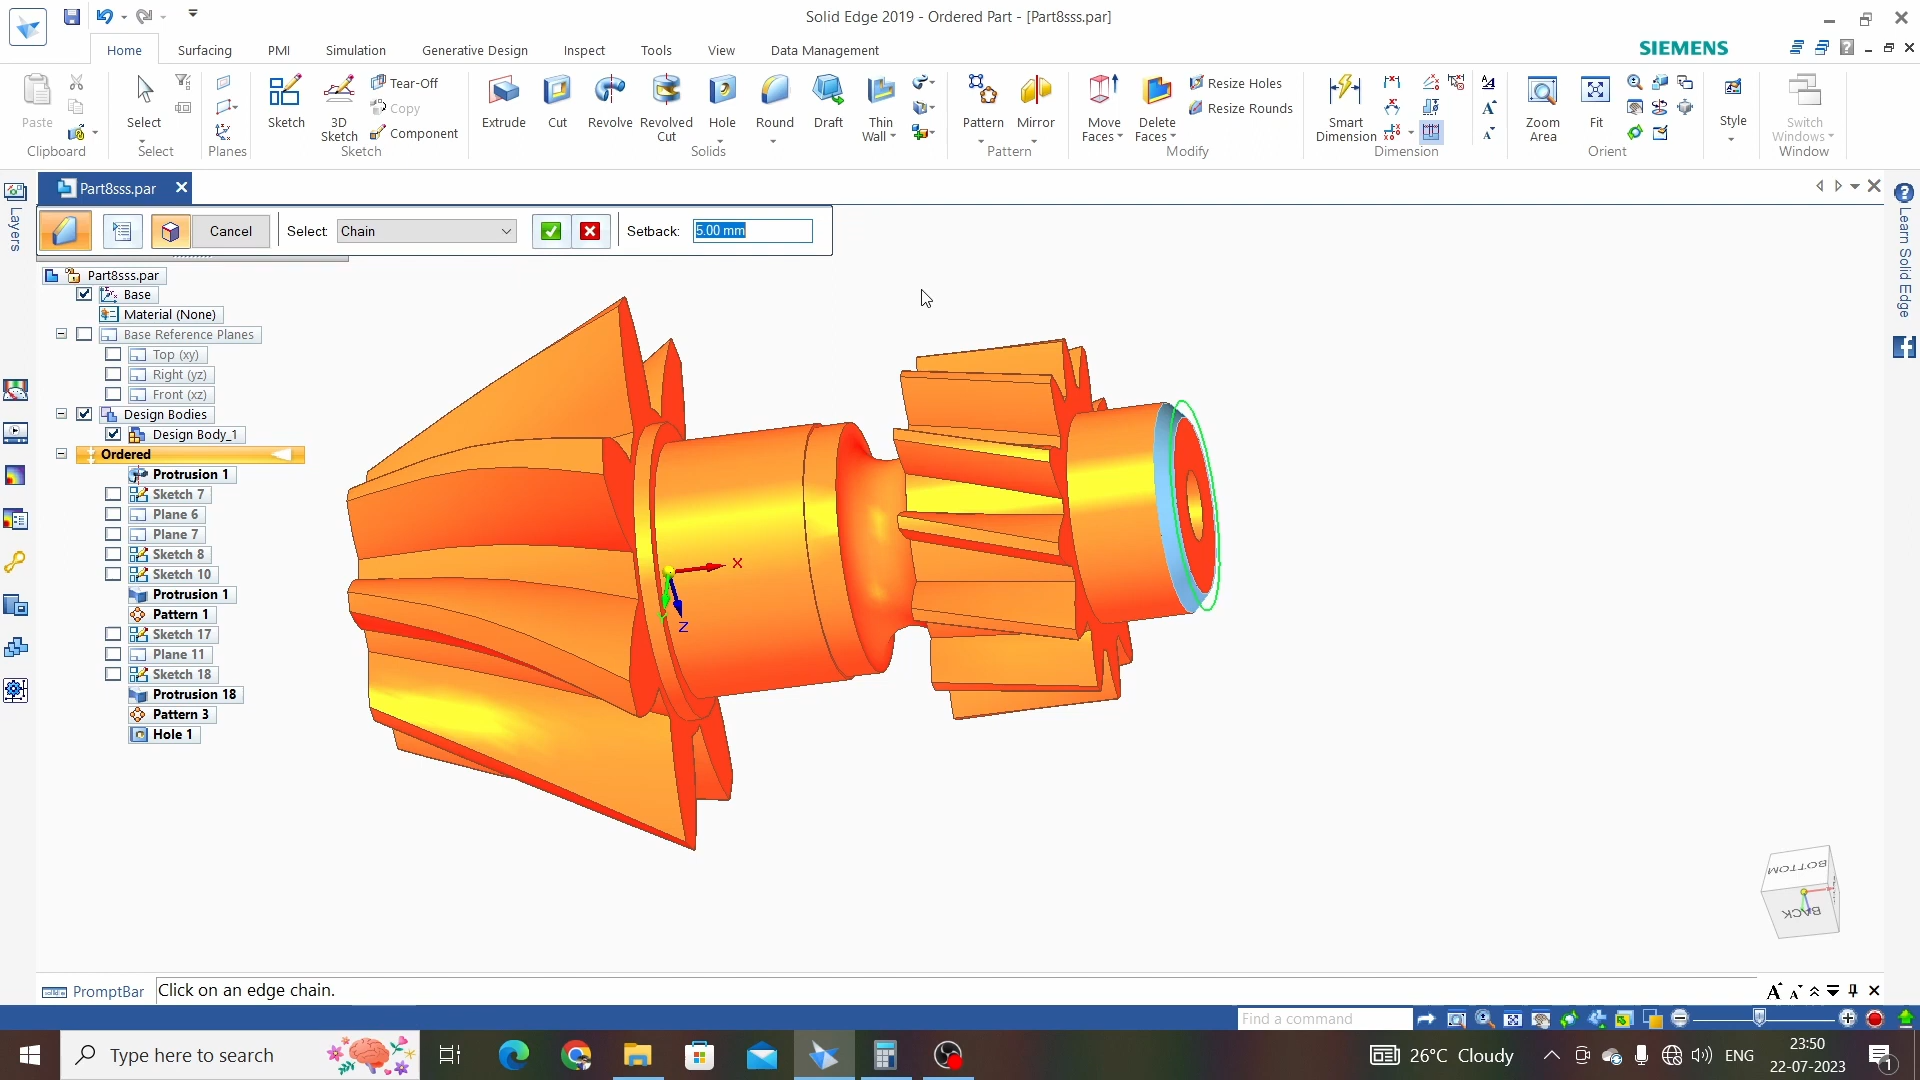 Solid Edge 2019 - Ordered Part - [Part8sss.par]
Home
Surfacing
PMI
Simulation
Generative Design
Inspect
Tools
View
Data Management
SIEMENS
Paste
Clipboard
Select
Select
Planes
Sketch
3D Sketch
Tear-Off
Copy
Component
Sketch
Extrude
Cut
Revolve
Revolved Cut
Hole
Round
Draft
Thin Wall
Solids
Pattern
Mirror
Pattern
Move Faces
Delete Faces
Resize Holes
Resize Rounds
Modify
Smart Dimension
Dimension
Zoom Area
Fit
Orient
Style
Switch Windows
Window
Part8sss.par
Layers
Learn Solid Edge
Cancel
Select:
Chain
Setback:
5.00 mm
Part8sss.par
Base
Material (None)
Base Reference Planes
Top (xy)
Right (yz)
Front (xz)
Design Bodies
Design Body_1
Ordered
Protrusion 1
Sketch 7
Plane 6
Plane 7
Sketch 8
Sketch 10
Protrusion 1
Pattern 1
Sketch 17
Plane 11
Sketch 18
Protrusion 18
Pattern 3
Hole 1
X
Y
Z
BOTTOM
BACK
PromptBar
Click on an edge chain.
Find a command
Type here to search
26°C Cloudy
ENG
23:50
22-07-2023
1